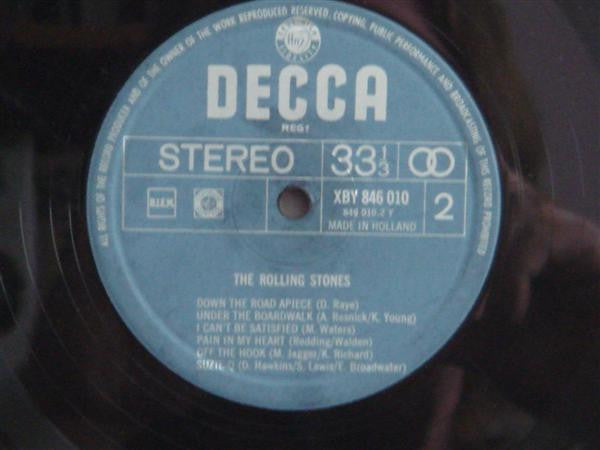 ALL RIGHTS OF THE RECORD PRODUCER AND OF THE OWNER OF THE WORK REPRODUCED RESERVED. COPYING, PUBLIC PERFORMANCE AND BROADCASTING OF THIS RECORD PROHIBITED
DECCA
REGT
STEREO 33⅓
XBY 846 010
B.I.E.M. 846 010.2 Y 2
MADE IN HOLLAND
THE ROLLING STONES
DOWN THE ROAD APIECE (D. Raye)
UNDER THE BOARDWALK (A. Resnick/K. Young)
I CAN'T BE SATISFIED (M. Waters)
PAIN IN MY HEART (Redding/Walden)
OFF THE HOOK (M. Jagger/K. Richard)
SUZIE Q (D. Hawkins/S. Lewis/E. Broadwater)